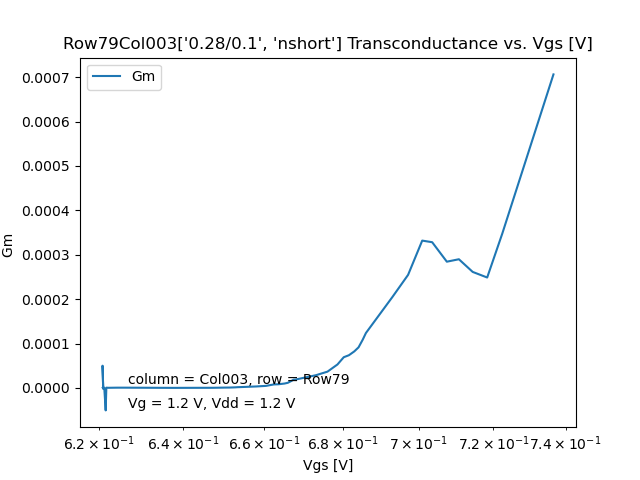 Row79Col003['0.28/0.1', 'nshort'] Transconductance vs. Vgs [V]
Gm
0.0007
0.0006
0.0005
0.0004
0.0003
0.0002
0.0001
0.0000
Gm
column = Col003, row = Row79
Vg = 1.2 V, Vdd = 1.2 V
6.2 × 10⁻¹ 6.4 × 10⁻¹ 6.6 × 10⁻¹ 6.8 × 10⁻¹ 7 × 10⁻¹ 7.2 × 10⁻¹ 7.4 × 10⁻¹
Vgs [V]